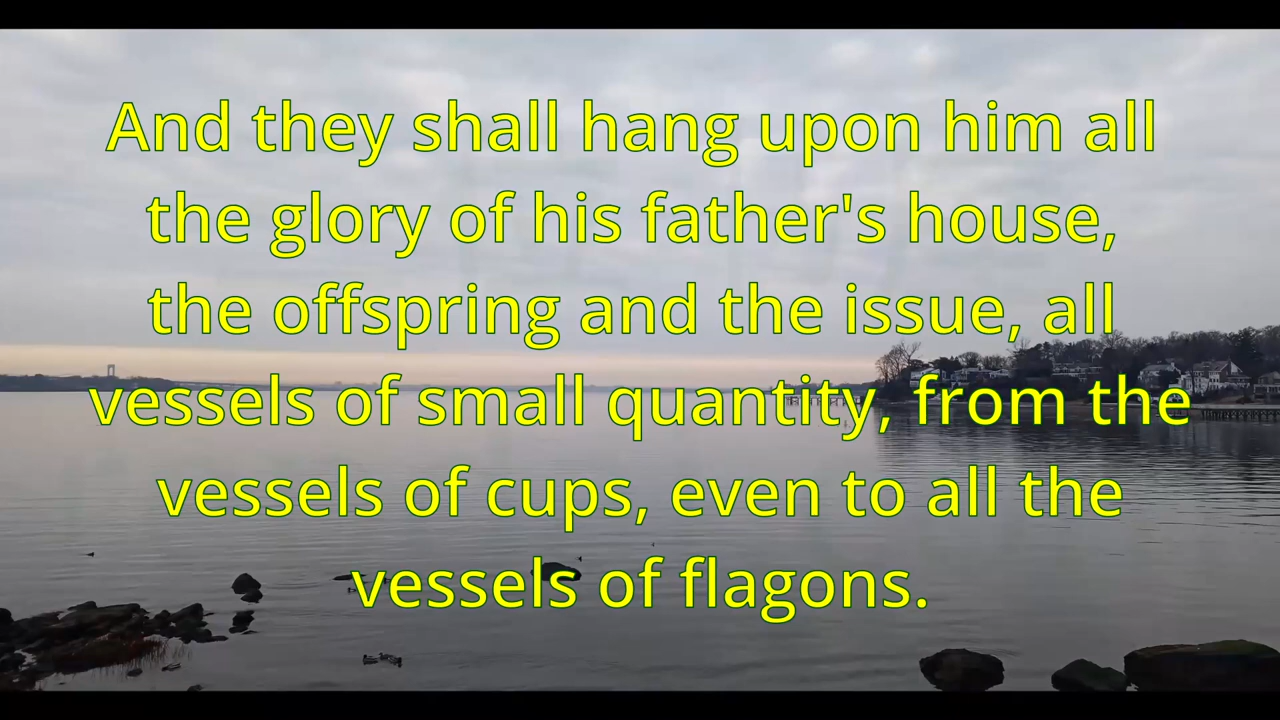 And they shall hang upon him all
the glory of his father's house,
the offspring and the issue, all
vessels of small quantity, from the
vessels of cups, even to all the
vessels of flagons.